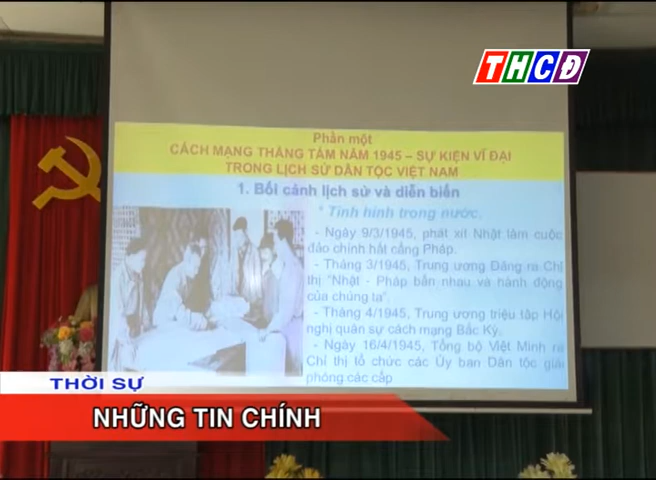 THCĐ
Phần một
CÁCH MẠNG THÁNG TÁM NĂM 1945 – SỰ KIỆN VĨ ĐẠI
TRONG LỊCH SỬ DÂN TỘC VIỆT NAM
1. Bối cảnh lịch sử và diễn biến
* Tình hình trong nước.
- Ngày 9/3/1945, phát xít Nhật làm cuộc
đảo chính hất cẳng Pháp.
- Tháng 3/1945, Trung ương Đảng ra Chỉ
thị "Nhật - Pháp bắn nhau và hành động
của chúng ta"
- Tháng 4/1945, Trung ương triệu tập Hội
nghị quân sự cách mạng Bắc Kỳ.
- Ngày 16/4/1945, Tổng bộ Việt Minh ra
Chỉ thị tổ chức các Ủy ban Dân tộc giải
phóng các cấp
THỜI SỰ
NHỮNG TIN CHÍNH